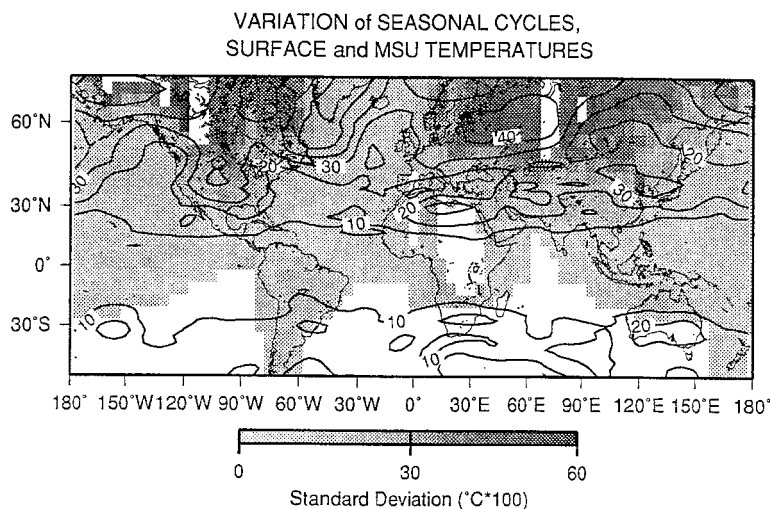 VARIATION of SEASONAL CYCLES,
SURFACE and MSU TEMPERATURES
60°N
30°N
0°
30°S
30
20
30
40
20
30
20
10
10
10
10
20
10
180° 150°W 120°W 90°W 60°W 30°W 0° 30°E 60°E 90°E 120°E 150°E 180°
0 30 60
Standard Deviation (°C*100)